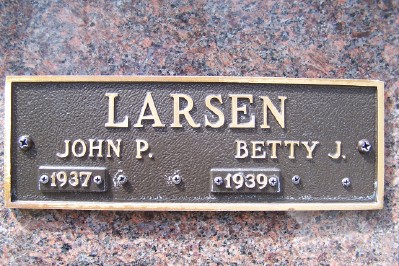 LARSEN
JOHN P. BETTY J.
1937 1939